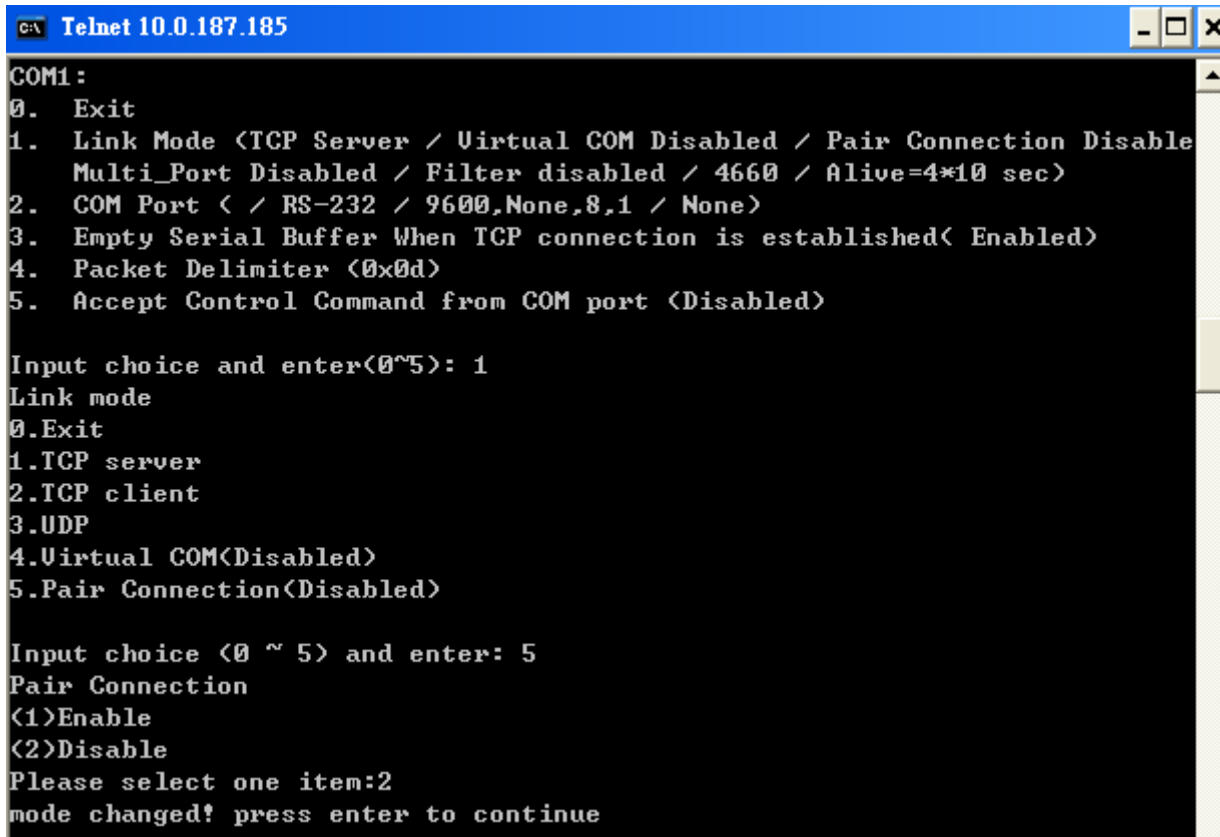 Telnet 10.0.187.185
COM1:
0. Exit
1. Link Mode (TCP Server / Virtual COM Disabled / Pair Connection Disable
Multi_Port Disabled / Filter disabled / 4660 / Alive=4*10 sec)
2. COM Port ( / RS-232 / 9600,None,8,1 / None)
3. Empty Serial Buffer When TCP connection is established( Enabled)
4. Packet Delimiter (0x0d)
5. Accept Control Command from COM port (Disabled)
Input choice and enter(0~5): 1
Link mode
0.Exit
1.TCP server
2.TCP client
3.UDP
4.Virtual COM(Disabled)
5.Pair Connection(Disabled)
Input choice (0 ~ 5) and enter: 5
Pair Connection
(1)Enable
(2)Disable
Please select one item:2
mode changed! press enter to continue